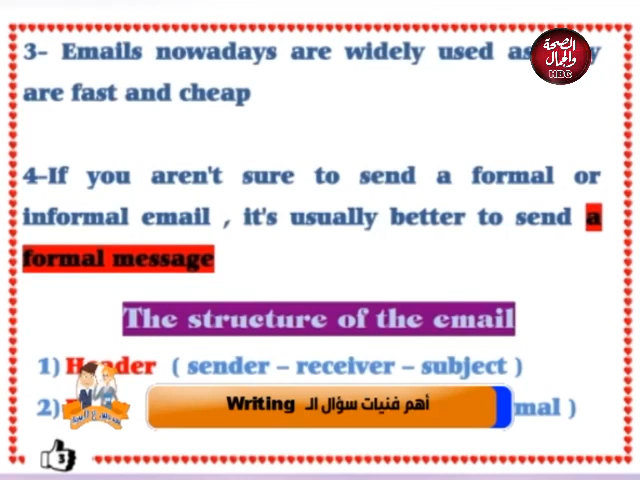 3- Emails nowadays are widely used as
are fast and cheap
4-If you aren't sure to send a formal or
informal email , it's usually better to send a
formal message
The structure of the email
1) Header ( sender – receiver – subject )
2)
أهم فنيات سؤال الـ Writing
الصحة
والجمال
HBC
3